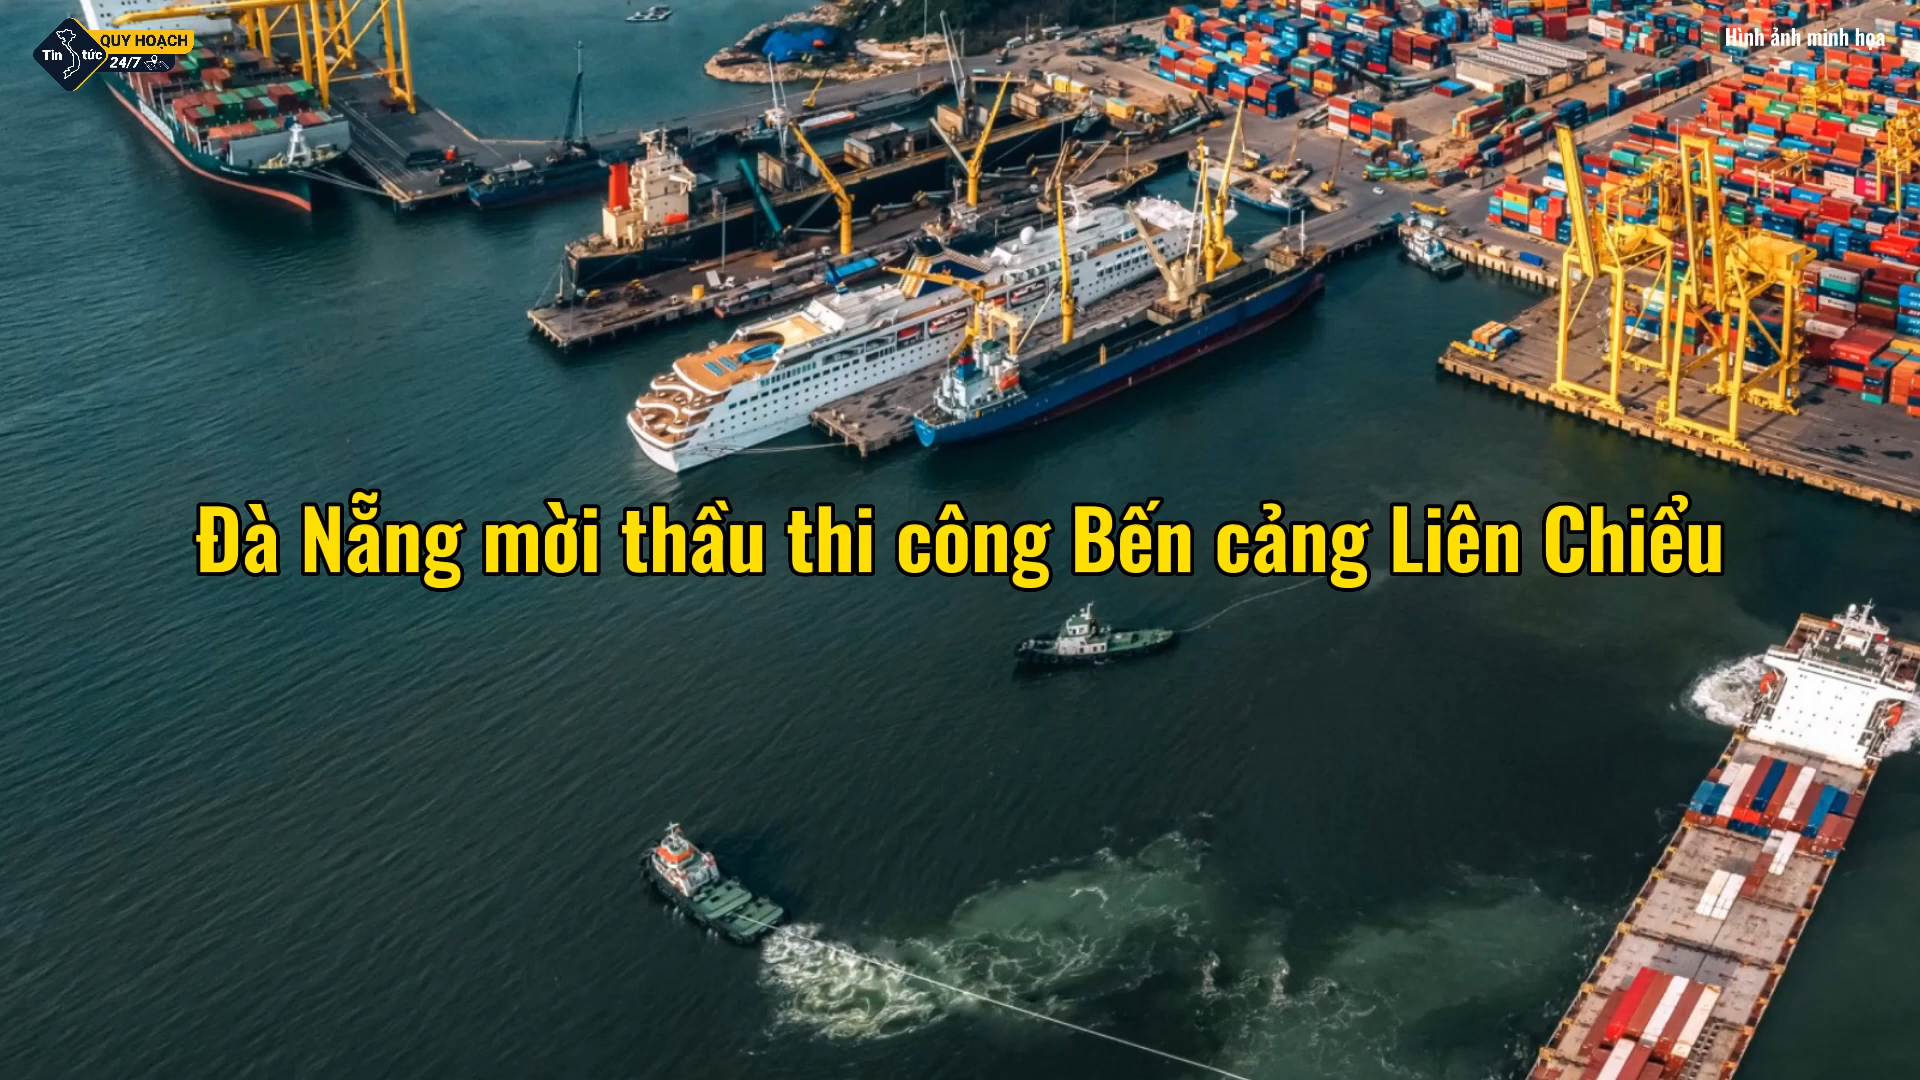 Tin tức
QUY HOẠCH
24/7
Hình ảnh minh họa
Đà Nẵng mời thầu thi công Bến cảng Liên Chiểu